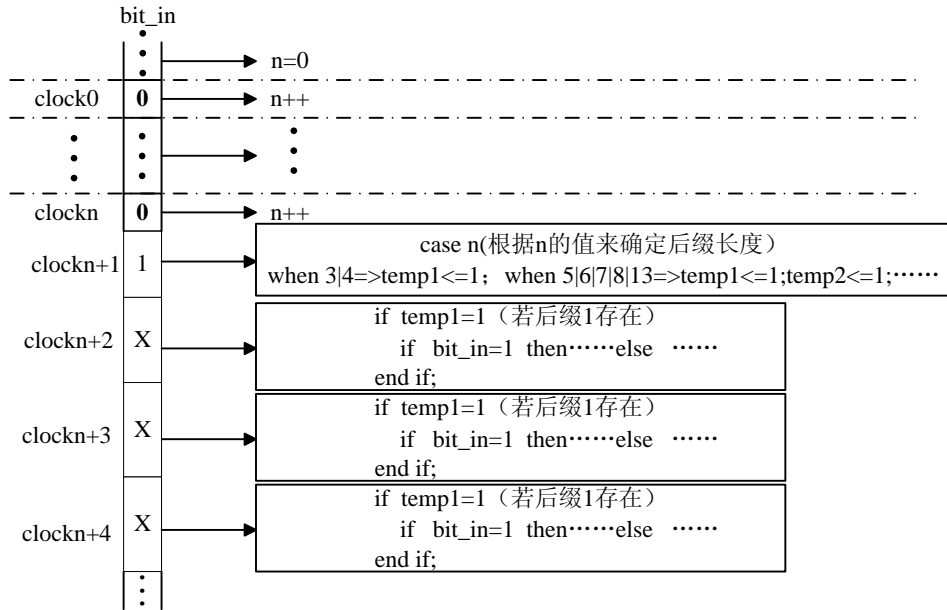 bit_in
n=0
clock0 0 n++
clockn 0 n++
clockn+1 1
case n(根据n的值来确定后缀长度）
when 3|4=>temp1<=1；when 5|6|7|8|13=>temp1<=1;temp2<=1;……
clockn+2 X
if temp1=1（若后缀1存在）
if bit_in=1 then……else ……
end if;
clockn+3 X
if temp1=1（若后缀1存在）
if bit_in=1 then……else ……
end if;
clockn+4 X
if temp1=1（若后缀1存在）
if bit_in=1 then……else ……
end if;